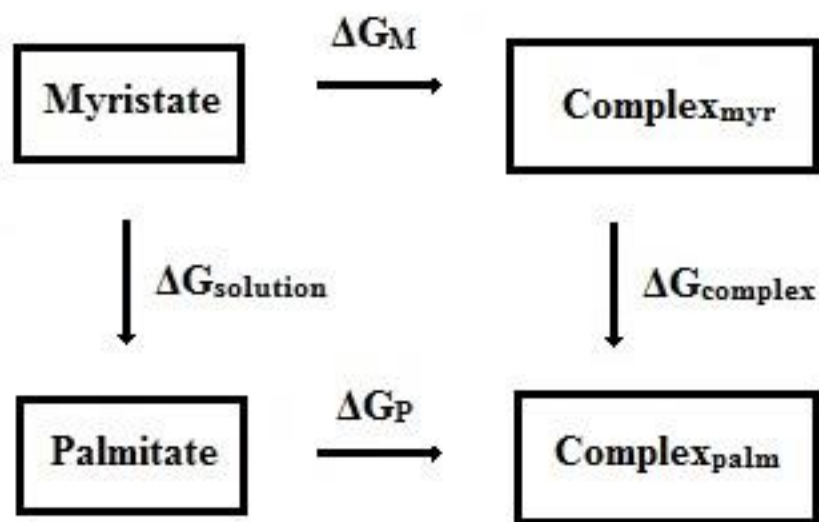 ΔGM
Myristate
Complexmyr
ΔGsolution
ΔGcomplex
ΔGP
Palmitate
Complexpalm